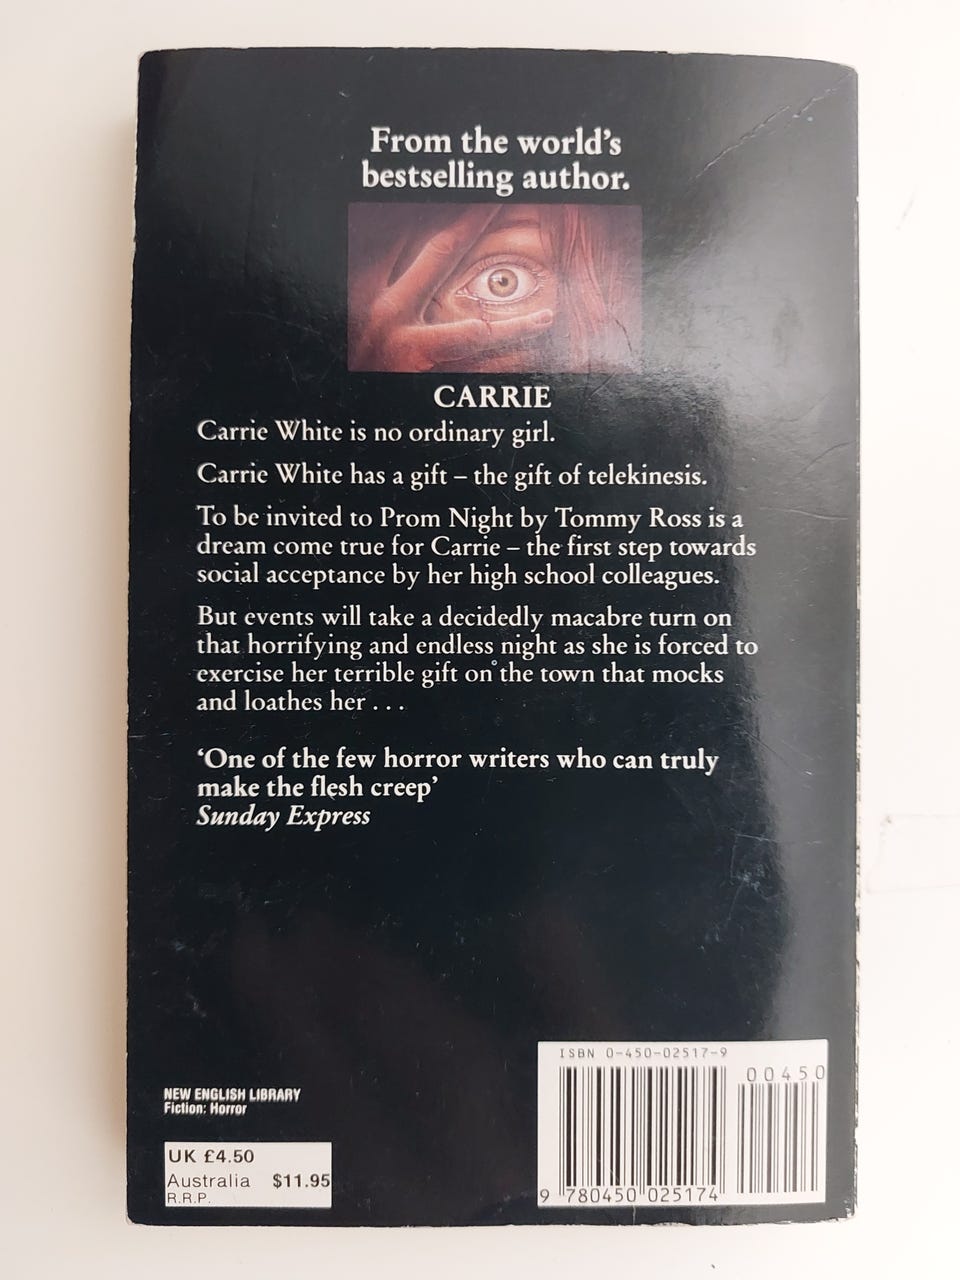 From the world’s
bestselling author.
CARRIE
Carrie White is no ordinary girl.
Carrie White has a gift – the gift of telekinesis.
To be invited to Prom Night by Tommy Ross is a
dream come true for Carrie – the first step towards
social acceptance by her high school colleagues.
But events will take a decidedly macabre turn on
that horrifying and endless night as she is forced to
exercise her terrible gift on the town that mocks
and loathes her . . .
‘One of the few horror writers who can truly
make the flesh creep’
Sunday Express
NEW ENGLISH LIBRARY
Fiction: Horror
UK £4.50
Australia $11.95
R.R.P.
ISBN 0-450-02517-9
00450
9 780450 025174